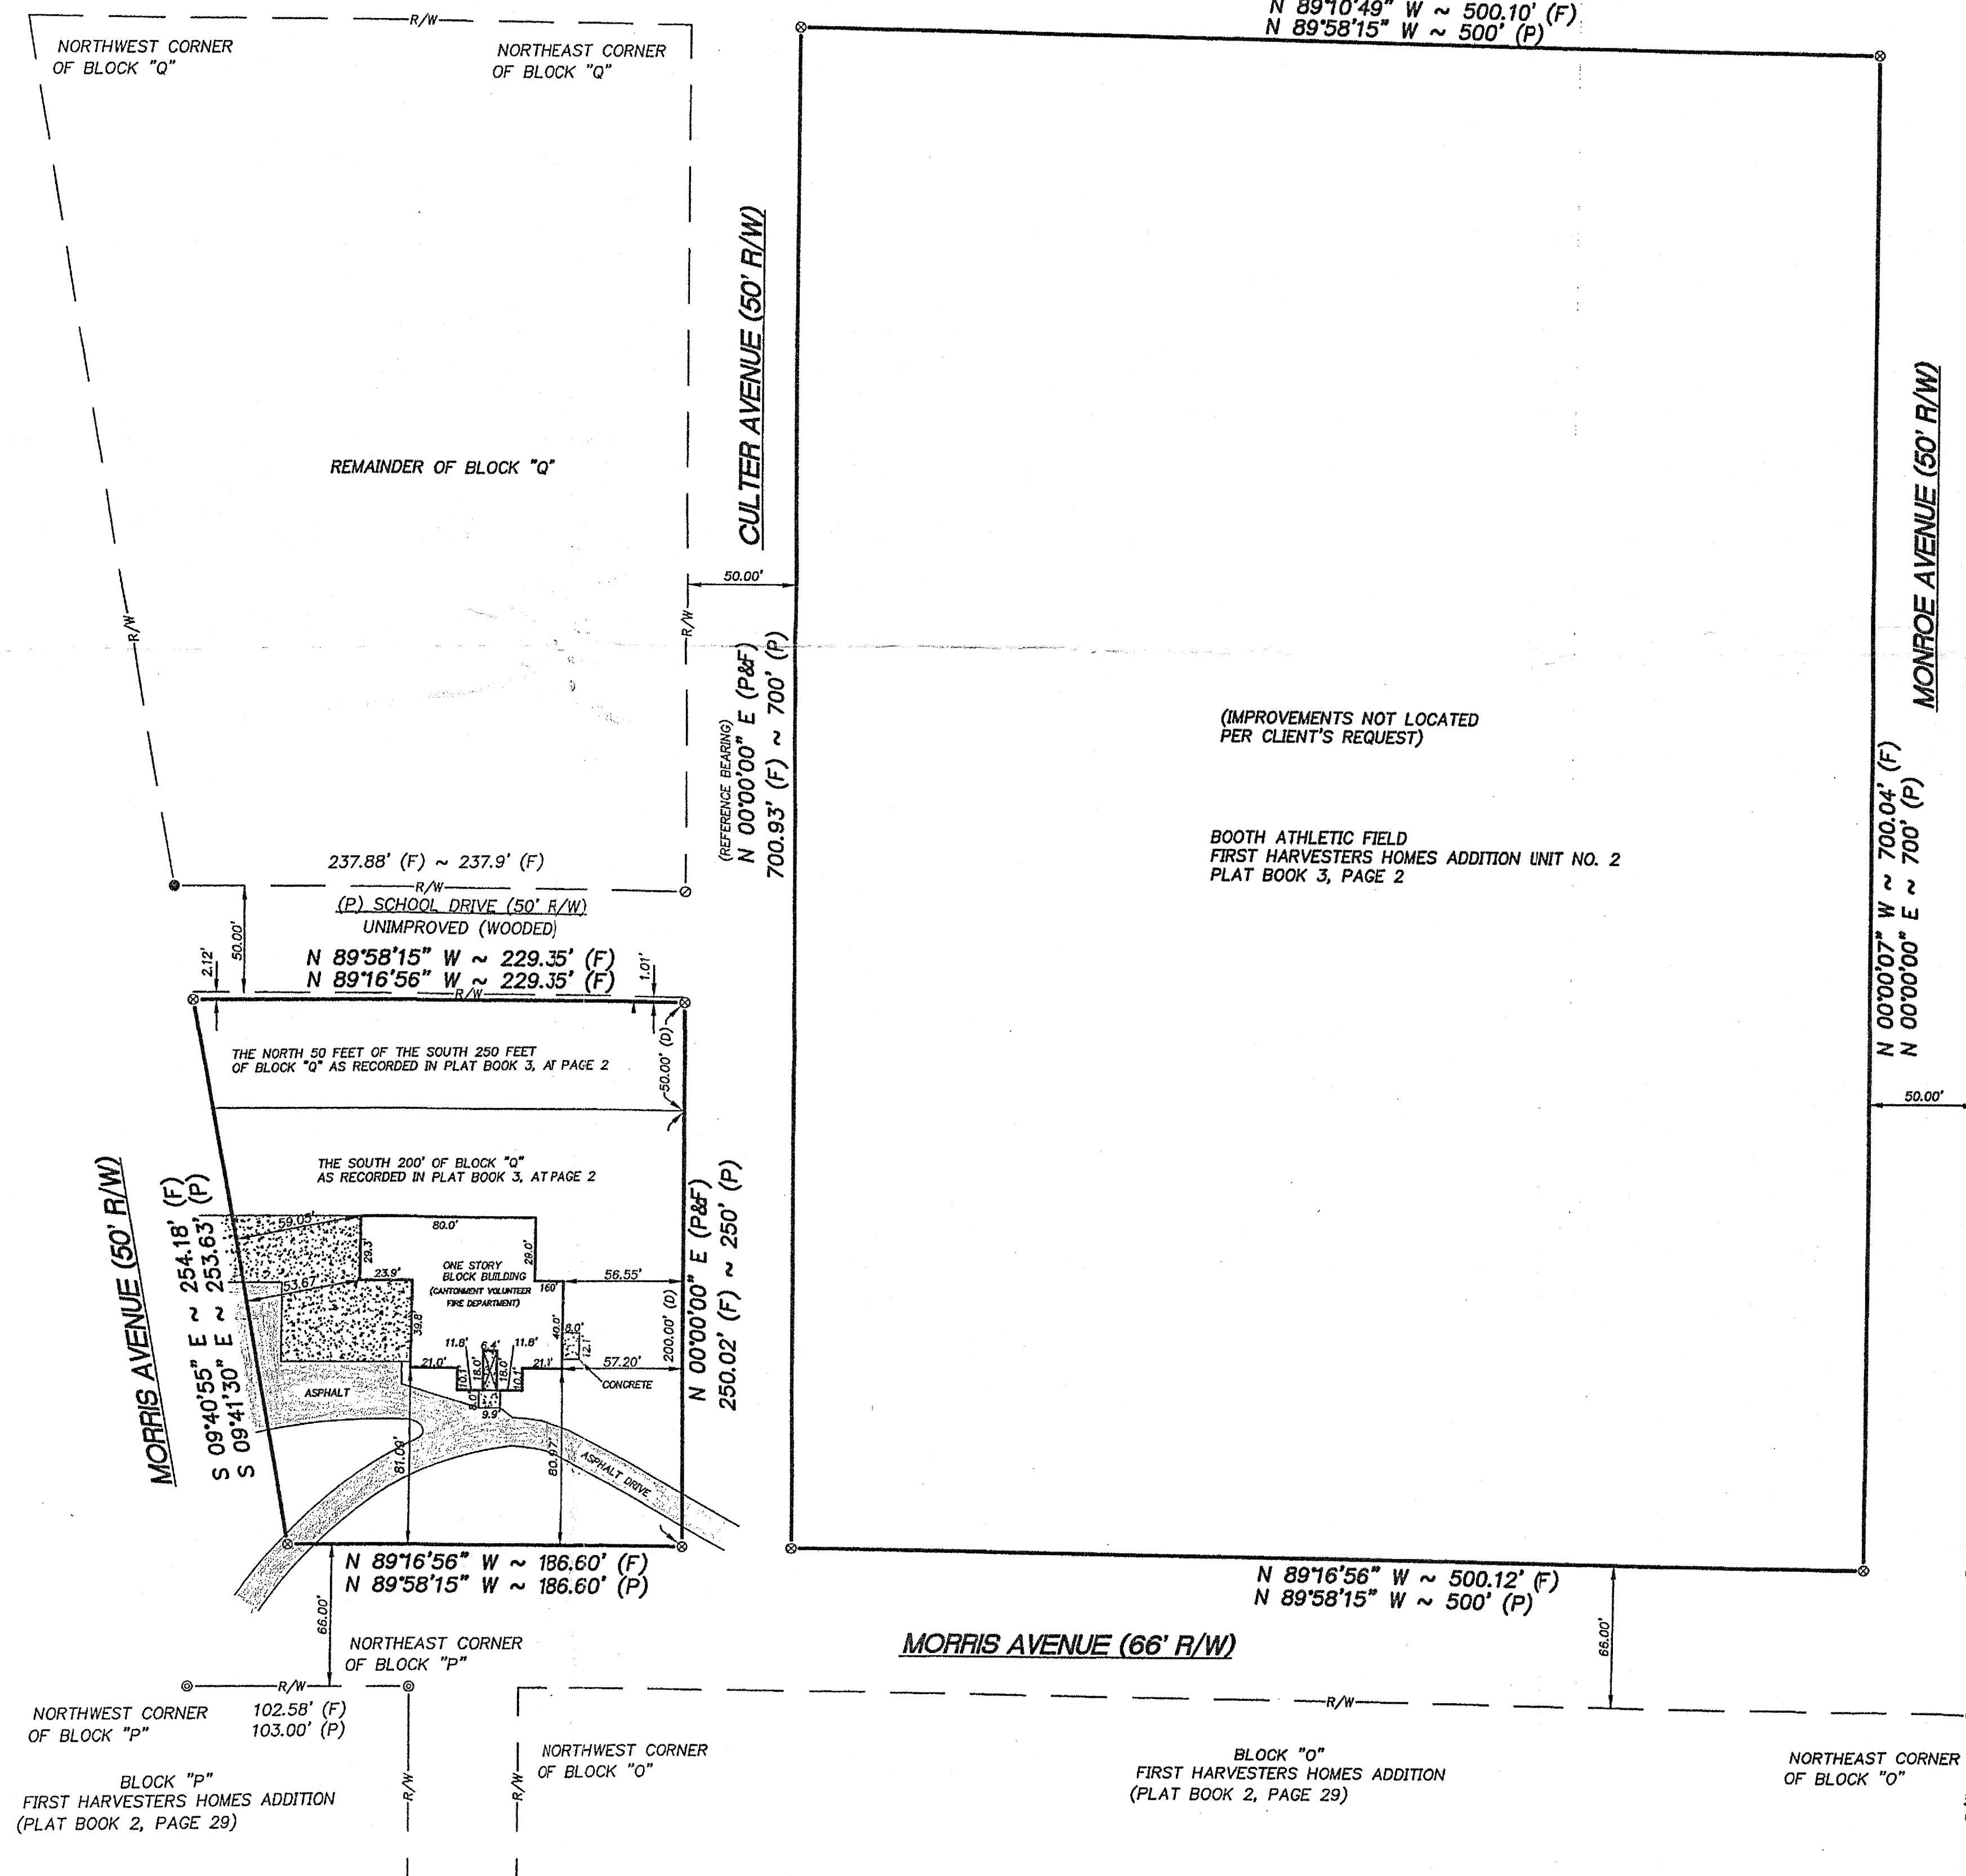 N 89°10'49" W ~ 500.10' (F)
N 89°58'15" W ~ 500' (P)
R/W
NORTHWEST CORNER
OF BLOCK "Q"
NORTHEAST CORNER
OF BLOCK "Q"
CULTER AVENUE (50' R/W)
MONROE AVENUE (50' R/W)
REMAINDER OF BLOCK "Q"
50.00'
R/W
R/W
(REFERENCE BEARING)
N 00°00'00" E (P&F)
700.93' (F) ~ 700' (P)
(IMPROVEMENTS NOT LOCATED
PER CLIENT'S REQUEST)
BOOTH ATHLETIC FIELD
FIRST HARVESTERS HOMES ADDITION UNIT NO. 2
PLAT BOOK 3, PAGE 2
N 00°00'07" W ~ 700.04' (F)
N 00°00'00" E ~ 700' (P)
50.00'
237.88' (F) ~ 237.9' (F)
R/W
(P) SCHOOL DRIVE (50' R/W)
UNIMPROVED (WOODED)
2.12'
50.00'
N 89°58'15" W ~ 229.35' (F)
N 89°16'56" W ~ 229.35' (F)
R/W
1.01'
THE NORTH 50 FEET OF THE SOUTH 250 FEET
OF BLOCK "Q" AS RECORDED IN PLAT BOOK 3, AT PAGE 2
50.00' (D)
THE SOUTH 200' OF BLOCK "Q"
AS RECORDED IN PLAT BOOK 3, AT PAGE 2
MORRIS AVENUE (50' R/W)
S 09°40'55" E ~ 254.18' (F)
S 09°41'30" E ~ 253.63' (P)
59.05'
80.0'
29.3'
29.0'
ONE STORY
BLOCK BUILDING
(CANTONMENT VOLUNTEER
FIRE DEPARTMENT)
53.67'
23.9'
160'
56.55'
39.8'
40.0'
8.0'
12.1'
200.00' (D)
N 00°00'00" E (P&F)
250.02' (F) ~ 250' (P)
11.8'
6.4'
11.8'
21.0'
10.1'
18.0'
18.0'
10.1'
21.1'
57.20'
CONCRETE
8.0'
9.9'
ASPHALT
81.09'
80.97'
ASPHALT DRIVE
N 89°16'56" W ~ 186.60' (F)
N 89°58'15" W ~ 186.60' (P)
N 89°16'56" W ~ 500.12' (F)
N 89°58'15" W ~ 500' (P)
66.00'
66.00'
MORRIS AVENUE (66' R/W)
NORTHEAST CORNER
OF BLOCK "P"
R/W
102.58' (F)
103.00' (P)
NORTHWEST CORNER
OF BLOCK "P"
R/W
BLOCK "P"
FIRST HARVESTERS HOMES ADDITION
(PLAT BOOK 2, PAGE 29)
R/W
R/W
NORTHWEST CORNER
OF BLOCK "O"
BLOCK "O"
FIRST HARVESTERS HOMES ADDITION
(PLAT BOOK 2, PAGE 29)
NORTHEAST CORNER
OF BLOCK "O"